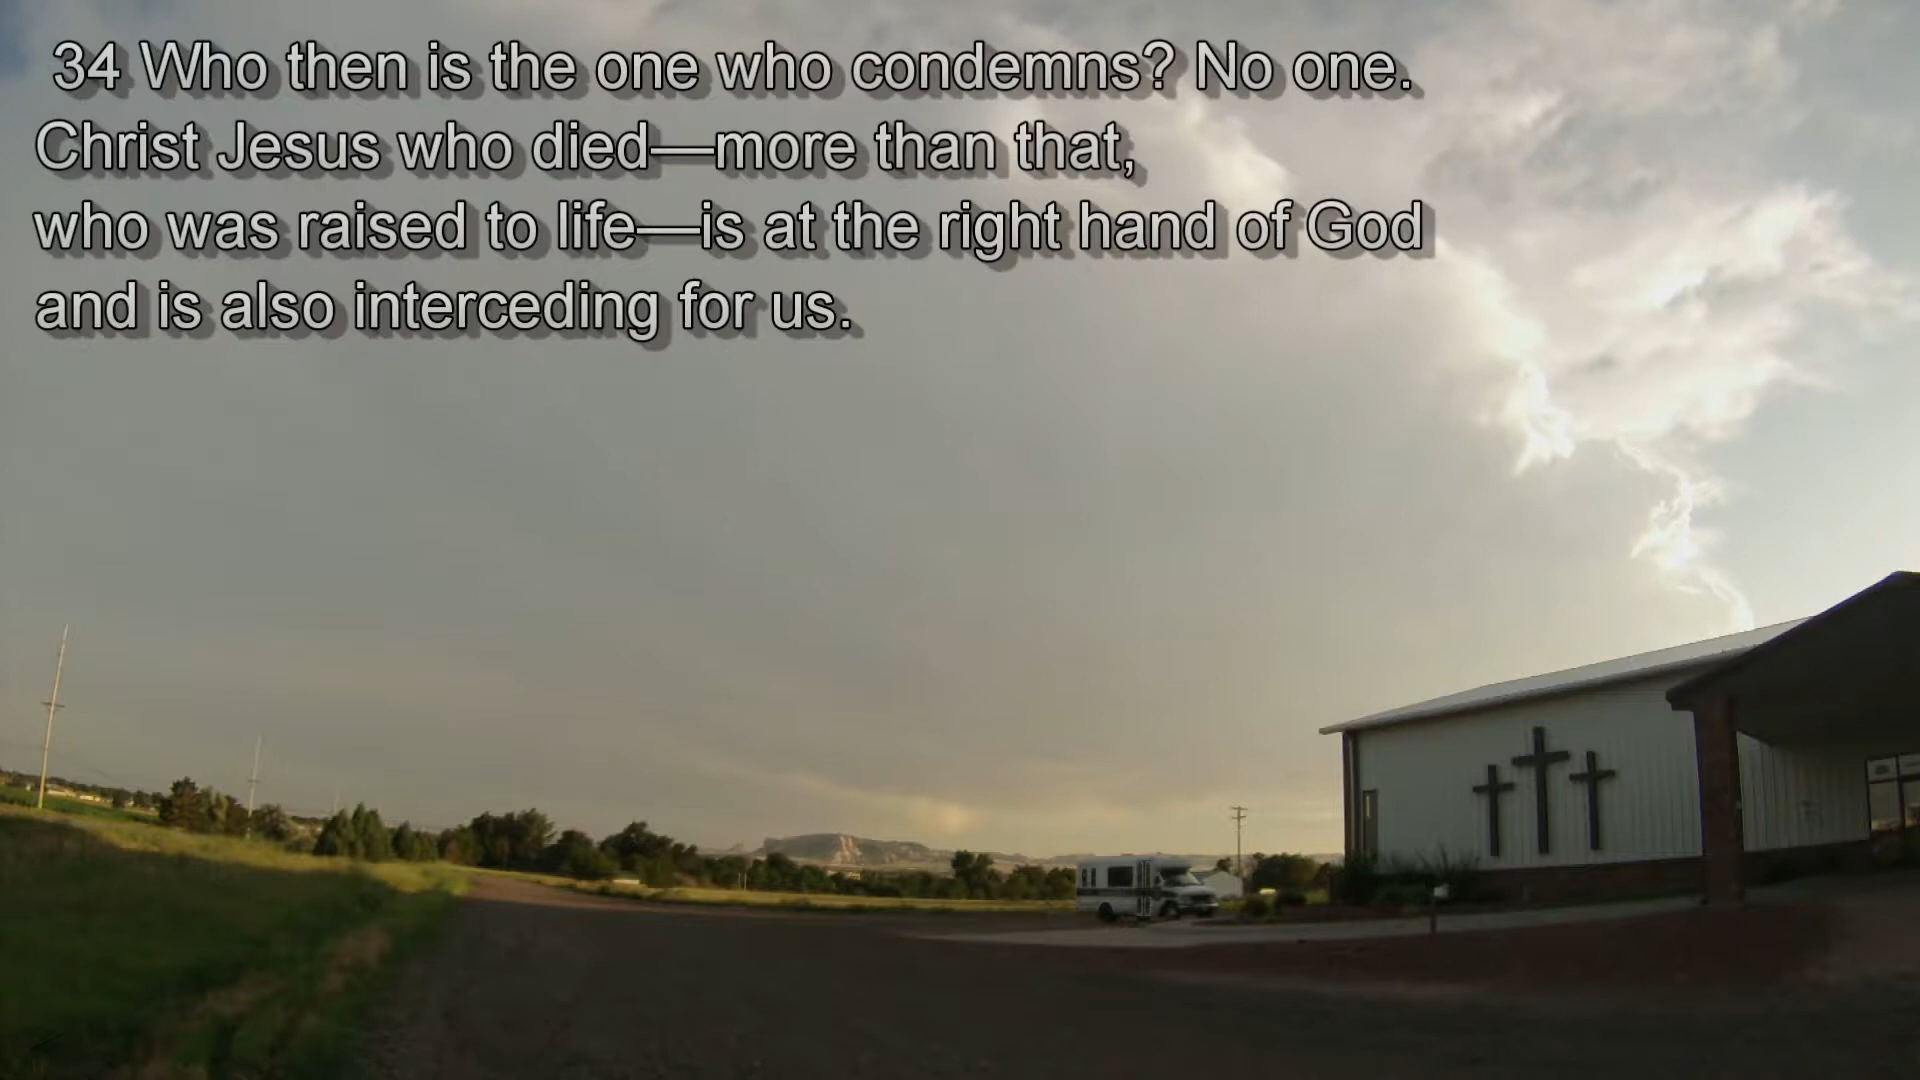 34 Who then is the one who condemns? No one.
Christ Jesus who died—more than that,
who was raised to life—is at the right hand of God
and is also interceding for us.